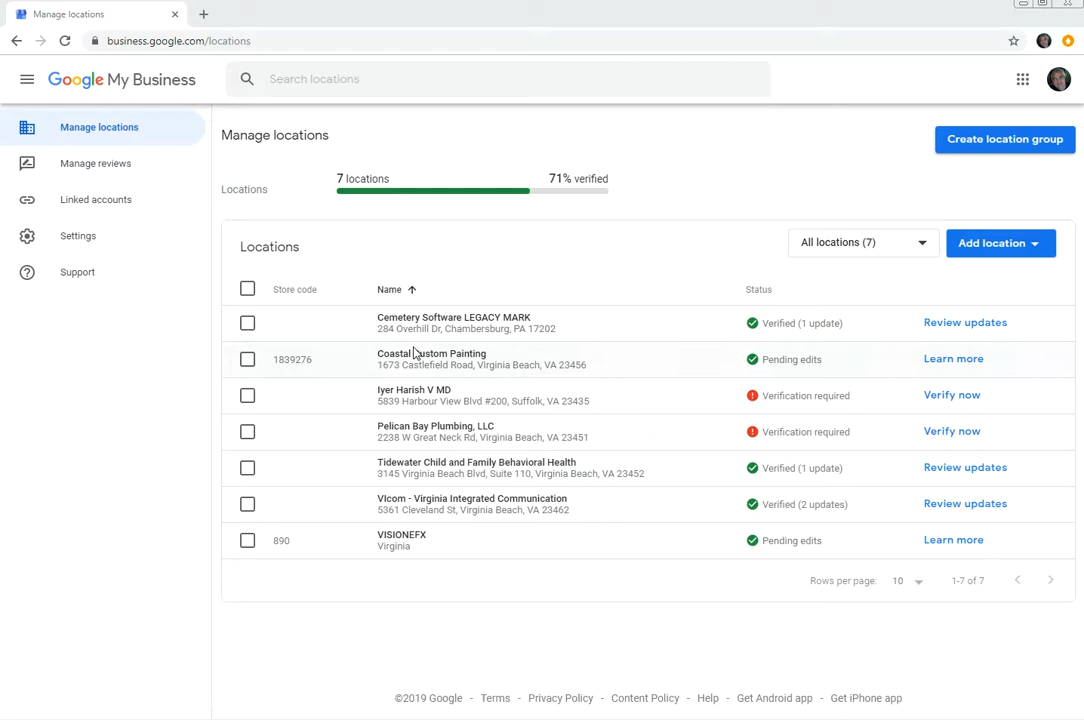 Manage locations
business.google.com/locations
Google My Business
Search locations
Manage locations
Manage reviews
Linked accounts
Settings
Support
Manage locations
Create location group
Locations
7 locations
71% verified
Locations
All locations (7)
Add location
Store code
Name
Status
Cemetery Software LEGACY MARK
284 Overhill Dr, Chambersburg, PA 17202
Verified (1 update)
Review updates
1839276
Coastal Custom Painting
1673 Castlefield Road, Virginia Beach, VA 23456
Pending edits
Learn more
Iyer Harish V MD
5839 Harbour View Blvd #200, Suffolk, VA 23435
Verification required
Verify now
Pelican Bay Plumbing, LLC
2238 W Great Neck Rd, Virginia Beach, VA 23451
Verification required
Verify now
Tidewater Child and Family Behavioral Health
3145 Virginia Beach Blvd, Suite 110, Virginia Beach, VA 23452
Verified (1 update)
Review updates
VIcom - Virginia Integrated Communication
5361 Cleveland St, Virginia Beach, VA 23462
Verified (2 updates)
Review updates
890
VISIONEFX
Virginia
Pending edits
Learn more
Rows per page: 10
1-7 of 7
©2019 Google - Terms - Privacy Policy - Content Policy - Help - Get Android app - Get iPhone app